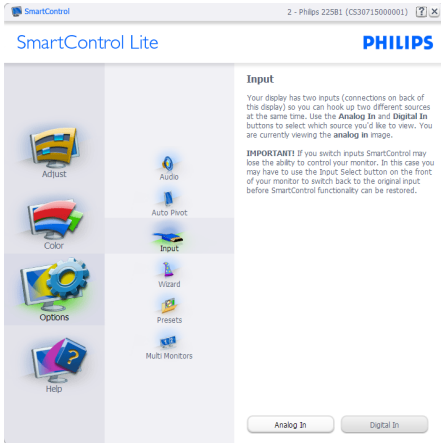 SmartControl
2 - Philips 225B1 (CS30715000001)
? X
SmartControl Lite
PHILIPS
Adjust
Color
Options
Help
Audio
Auto Pivot
Input
Wizard
Presets
Multi Monitors
Input
Your display has two inputs (connections on back of
this display) so you can hook up two different sources
at the same time. Use the Analog In and Digital In
buttons to select which source you'd like to view. You
are currently viewing the analog in image.
IMPORTANT! If you switch inputs SmartControl may
lose the ability to control your monitor. In this case you
may have to use the Input Select button on the front
of your monitor to switch back to the original input
before SmartControl functionality can be restored.
Analog In
Digital In